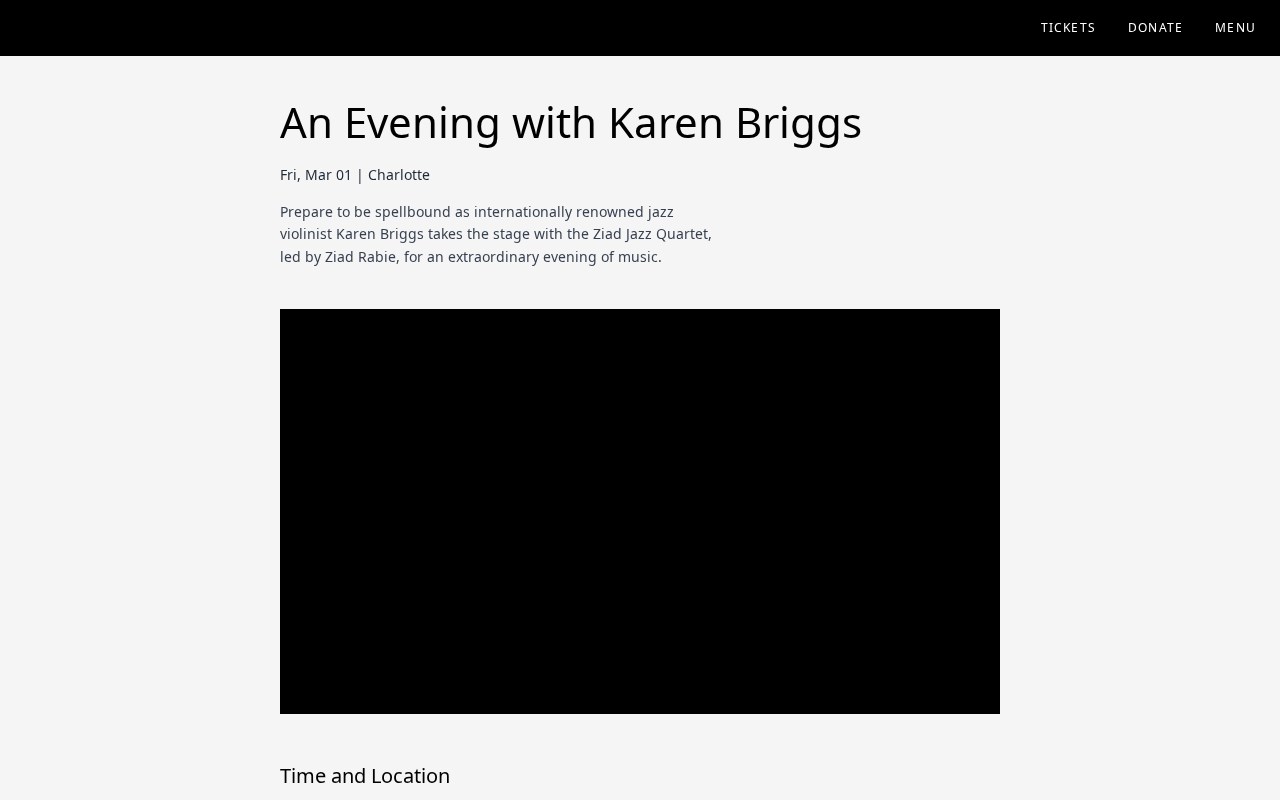 TICKETS DONATE MENU
An Evening with Karen Briggs
Fri, Mar 01 | Charlotte
Prepare to be spellbound as internationally renowned jazz
violinist Karen Briggs takes the stage with the Ziad Jazz Quartet,
led by Ziad Rabie, for an extraordinary evening of music.
Time and Location